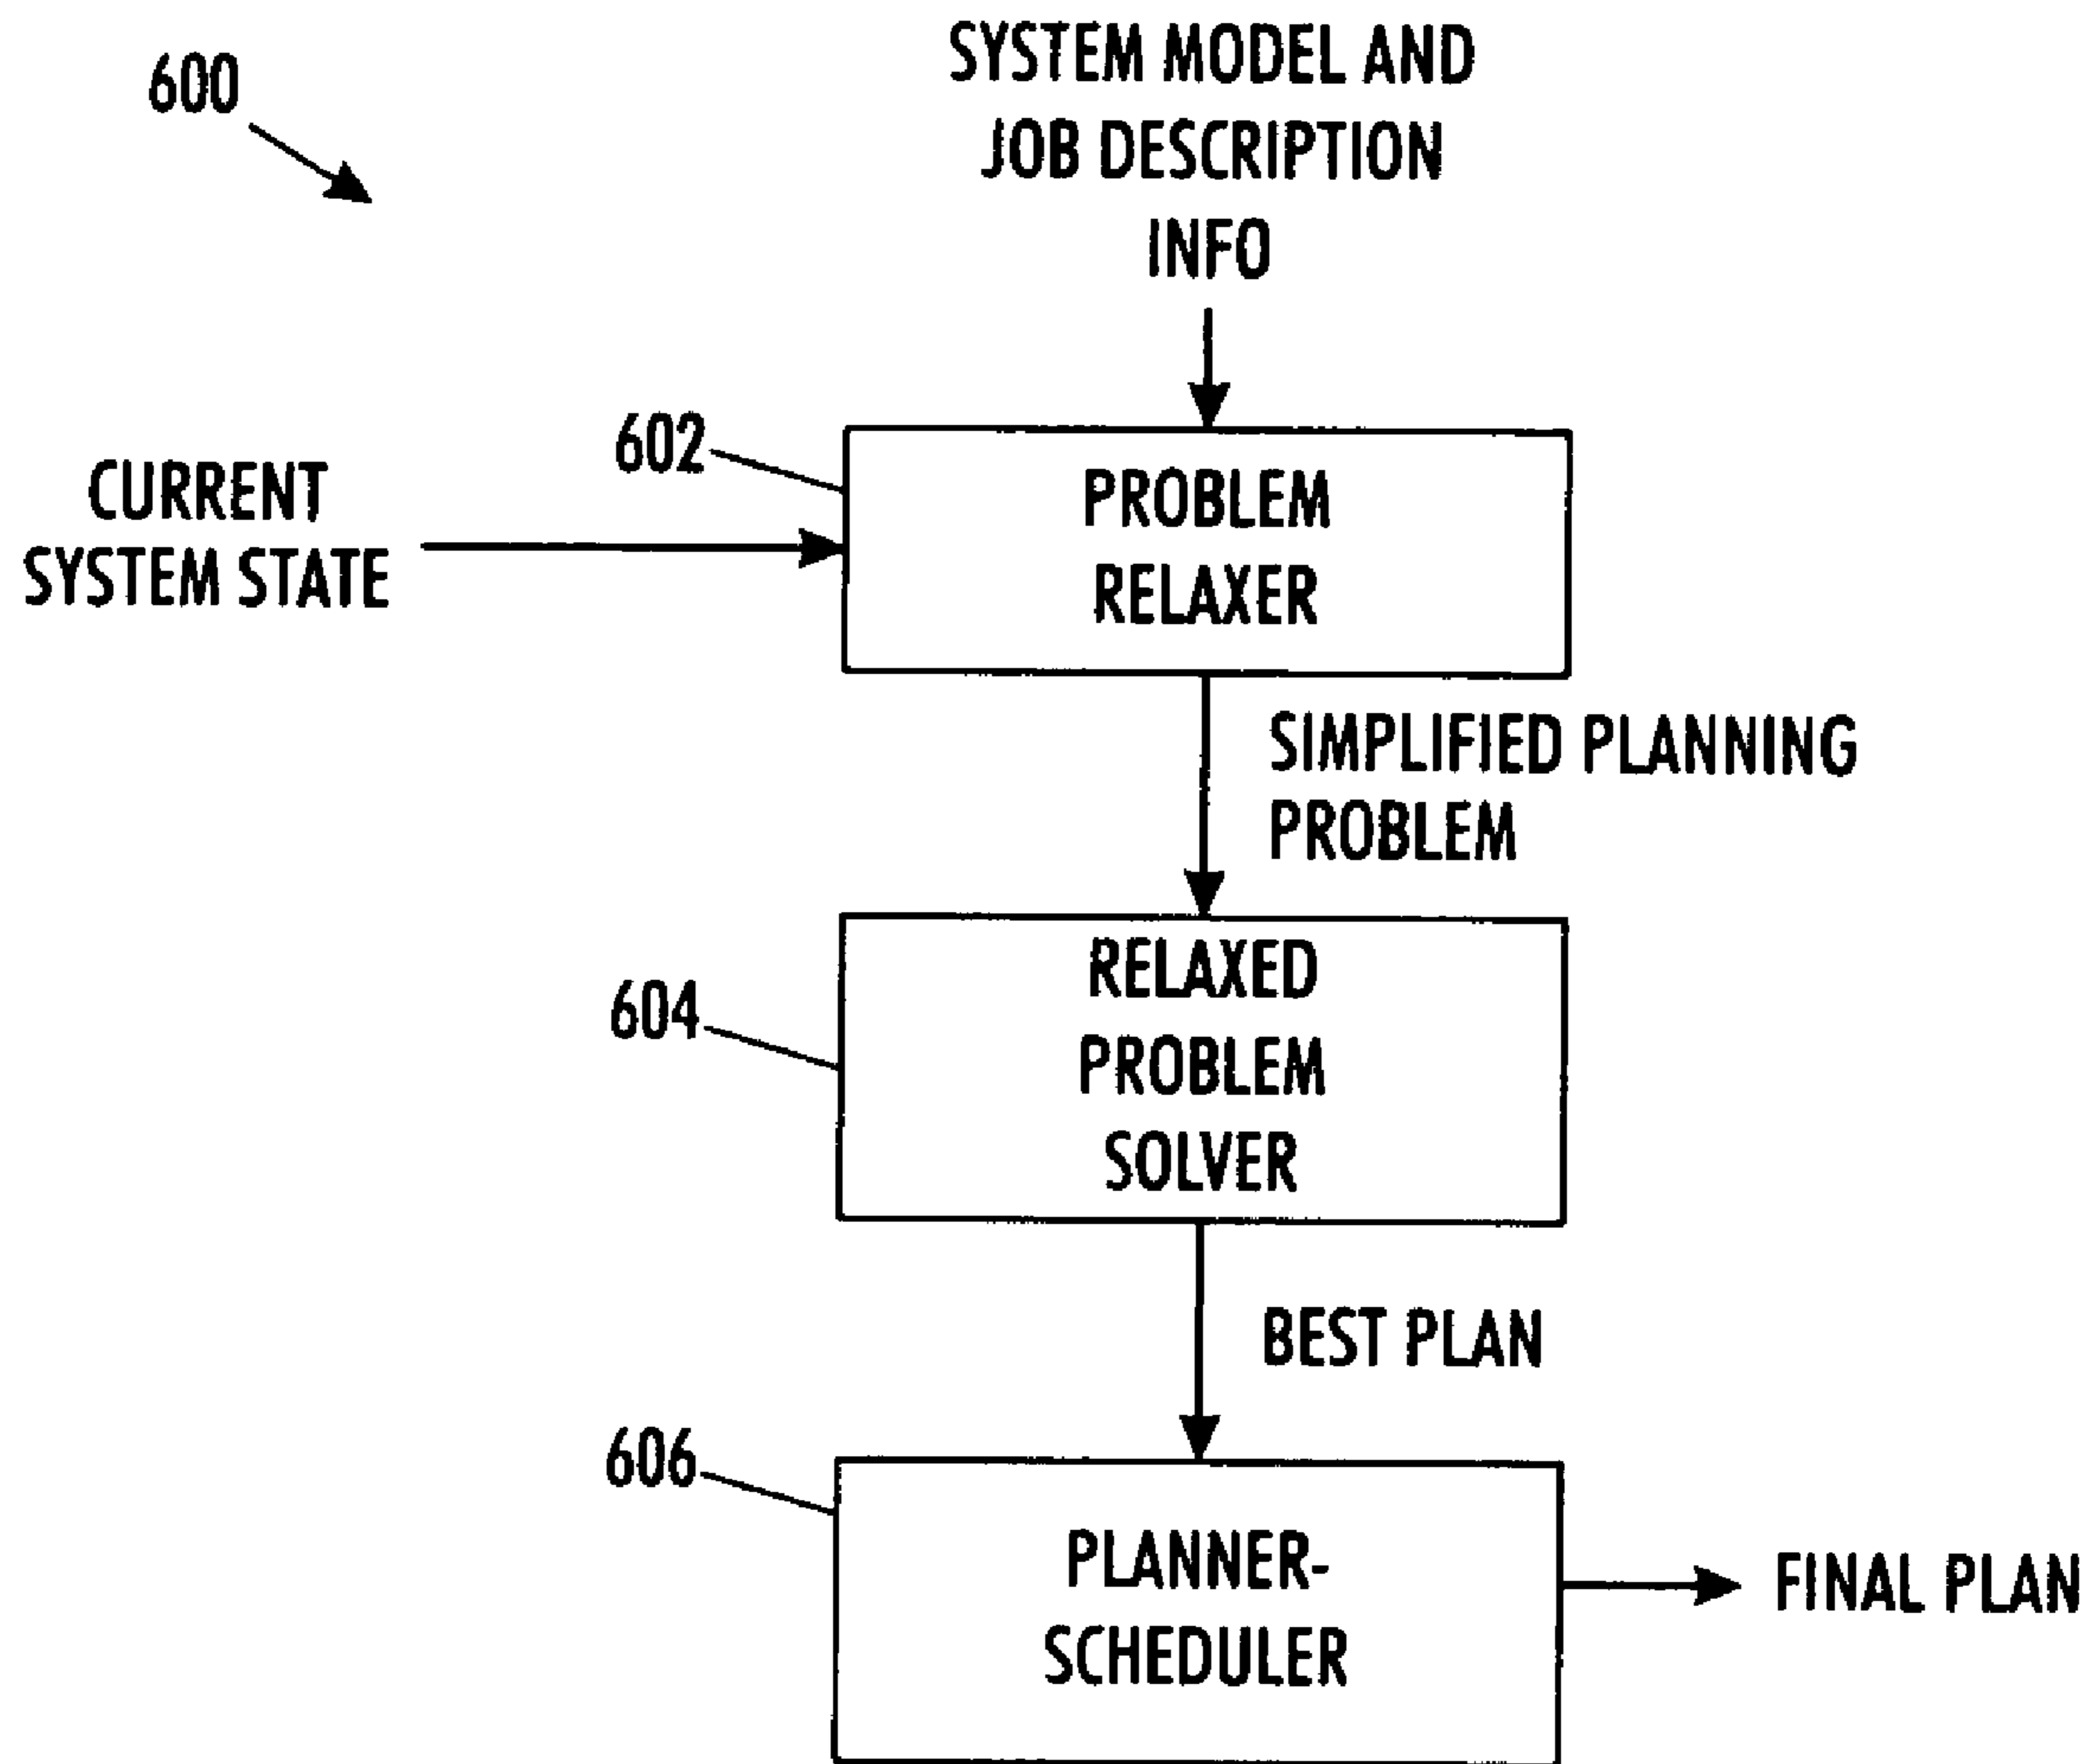 600
SYSTEM MODEL AND
JOB DESCRIPTION
INFO
602
CURRENT
SYSTEM STATE
PROBLEM
RELAXER
SIMPLIFIED PLANNING
PROBLEM
604
RELAXED
PROBLEM
SOLVER
BEST PLAN
606
PLANNER-
SCHEDULER
FINAL PLAN